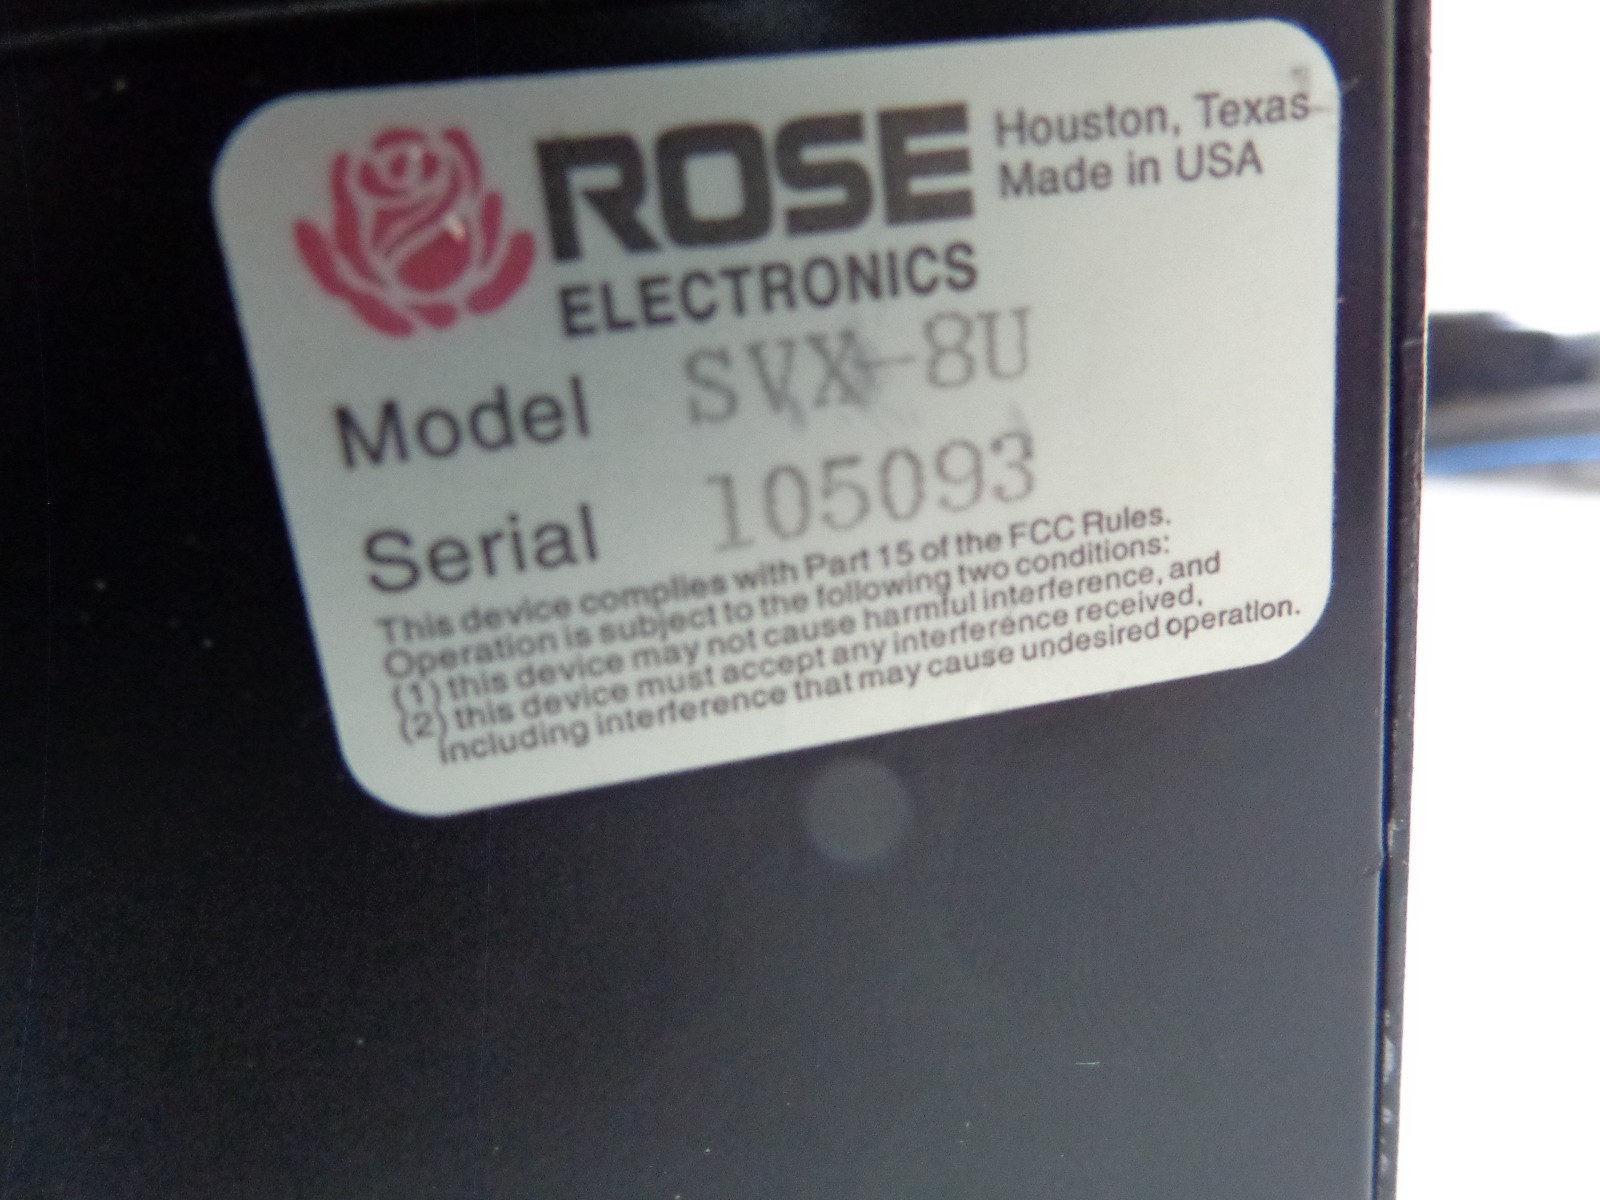 ROSE
ELECTRONICS
Houston, Texas
Made in USA
Model SVX-8U
Serial 105093
This device complies with Part 15 of the FCC Rules.
Operation is subject to the following two conditions:
(1) this device may not cause harmful interference, and
(2) this device must accept any interference received,
including interference that may cause undesired operation.